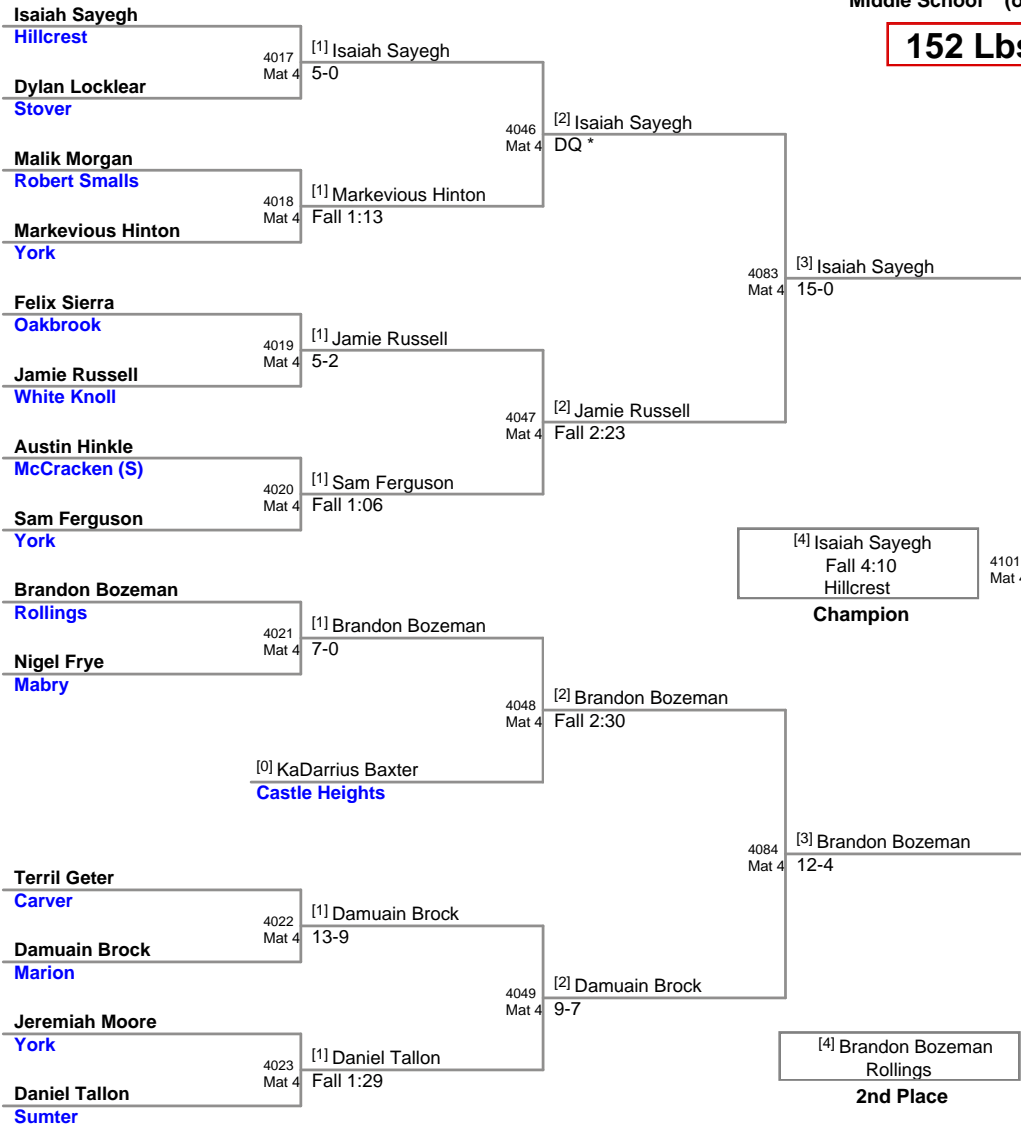 Middle School (o
152 Lbs
Isaiah Sayegh
Hillcrest
4017
Mat 4
[1] Isaiah Sayegh
5-0
Dylan Locklear
Stover
4046
Mat 4
[2] Isaiah Sayegh
DQ *
Malik Morgan
Robert Smalls
4018
Mat 4
[1] Markevious Hinton
Fall 1:13
Markevious Hinton
York
4083
Mat 4
[3] Isaiah Sayegh
15-0
Felix Sierra
Oakbrook
4019
Mat 4
[1] Jamie Russell
5-2
Jamie Russell
White Knoll
4047
Mat 4
[2] Jamie Russell
Fall 2:23
Austin Hinkle
McCracken (S)
4020
Mat 4
[1] Sam Ferguson
Fall 1:06
Sam Ferguson
York
[4] Isaiah Sayegh
Fall 4:10
Hillcrest
4101
Mat 4
Champion
Brandon Bozeman
Rollings
4021
Mat 4
[1] Brandon Bozeman
7-0
Nigel Frye
Mabry
4048
Mat 4
[2] Brandon Bozeman
Fall 2:30
[0] KaDarrius Baxter
Castle Heights
4084
Mat 4
[3] Brandon Bozeman
12-4
Terril Geter
Carver
4022
Mat 4
[1] Damuain Brock
13-9
Damuain Brock
Marion
4049
Mat 4
[2] Damuain Brock
9-7
Jeremiah Moore
York
4023
Mat 4
[1] Daniel Tallon
Fall 1:29
Daniel Tallon
Sumter
[4] Brandon Bozeman
Rollings
2nd Place